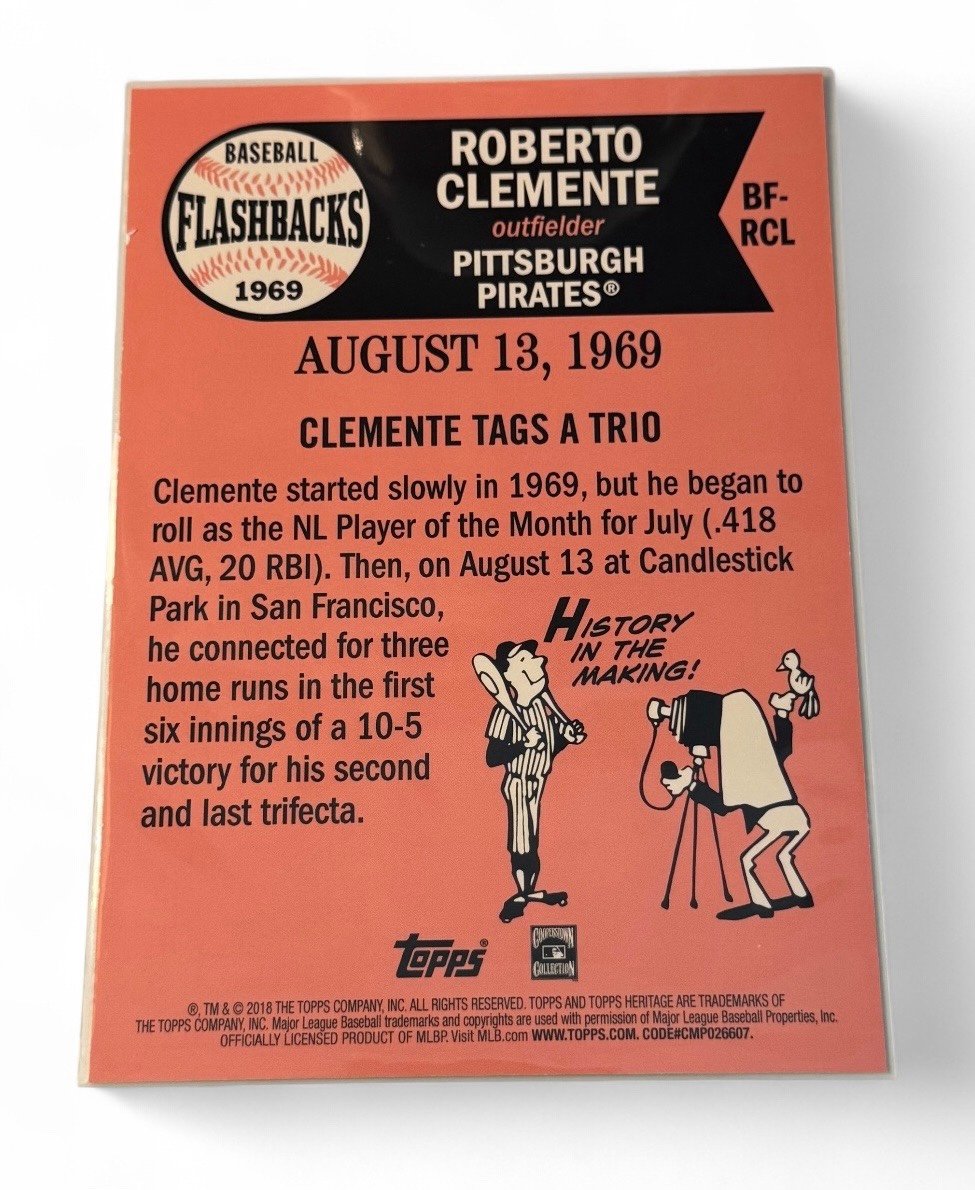 BASEBALL
FLASHBACKS
1969
ROBERTO
CLEMENTE
outfielder
PITTSBURGH
PIRATES®
BF-
RCL
AUGUST 13, 1969
CLEMENTE TAGS A TRIO
Clemente started slowly in 1969, but he began to
roll as the NL Player of the Month for July (.418
AVG, 20 RBI). Then, on August 13 at Candlestick
Park in San Francisco,
he connected for three
home runs in the first
six innings of a 10-5
victory for his second
and last trifecta.
HISTORY
IN THE
MAKING!
topps®
COOPERSTOWN
COLLECTION
®, TM & © 2018 THE TOPPS COMPANY, INC. ALL RIGHTS RESERVED. TOPPS AND TOPPS HERITAGE ARE TRADEMARKS OF
THE TOPPS COMPANY, INC. Major League Baseball trademarks and copyrights are used with permission of Major League Baseball Properties, Inc.
OFFICIALLY LICENSED PRODUCT OF MLBP. Visit MLB.com WWW.TOPPS.COM. CODE#CMP026607.